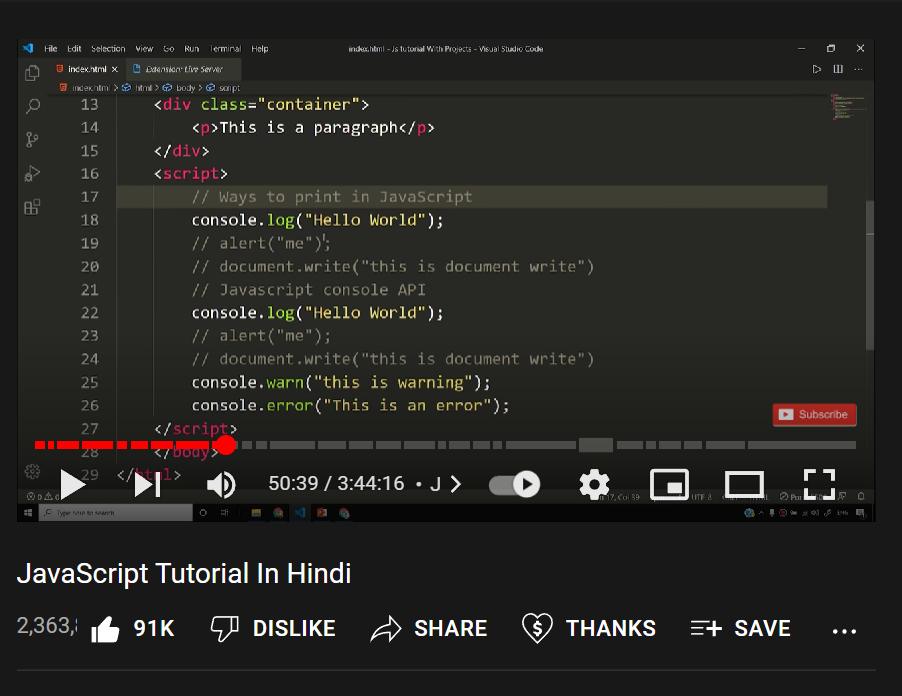 File Edit Selection View Go Run Terminal Help index.html - Js tutorial With Projects - Visual Studio Code
index.html Extension: Live Server
index.html > html > body > script
13 <div class="container">
14 <p>This is a paragraph</p>
15 </div>
16 <script>
17 // Ways to print in JavaScript
18 console.log("Hello World");
19 // alert("me");
20 // document.write("this is document write")
21 // Javascript console API
22 console.log("Hello World");
23 // alert("me");
24 // document.write("this is document write")
25 console.warn("this is warning");
26 console.error("This is an error");
Subscribe
27 </script>
28 </body>
29 </html>
50:39 / 3:44:16 • J
Type here to search
JavaScript Tutorial In Hindi
2,363, 91K DISLIKE SHARE THANKS SAVE